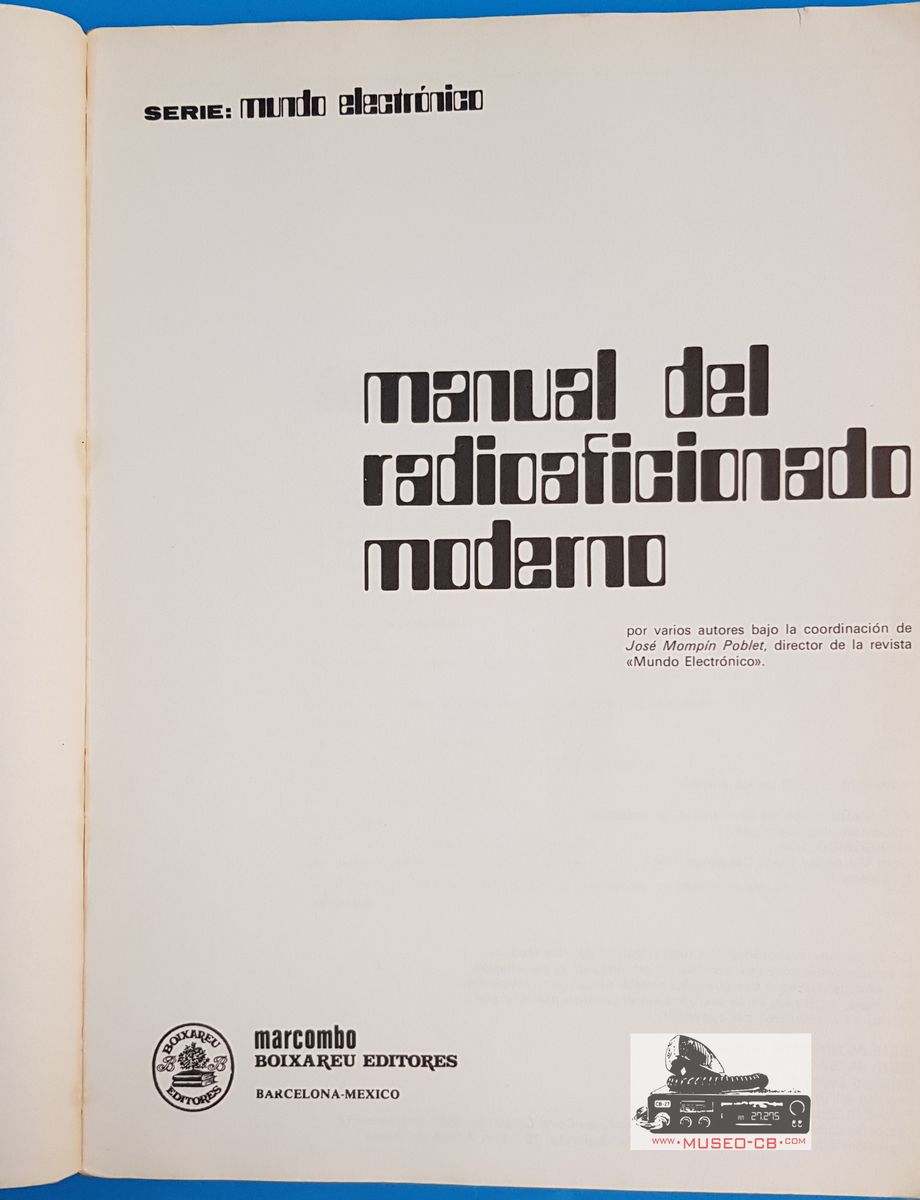 SERIE: mundo electrónico
manual del
radioaficionado
moderno
por varios autores bajo la coordinación de
José Mompín Poblet, director de la revista
«Mundo Electrónico».
BOIXAREU
B B
EDITORES
marcombo
BOIXAREU EDITORES
BARCELONA-MEXICO
CB-27
27.275
WWW.MUSEO-CB.COM